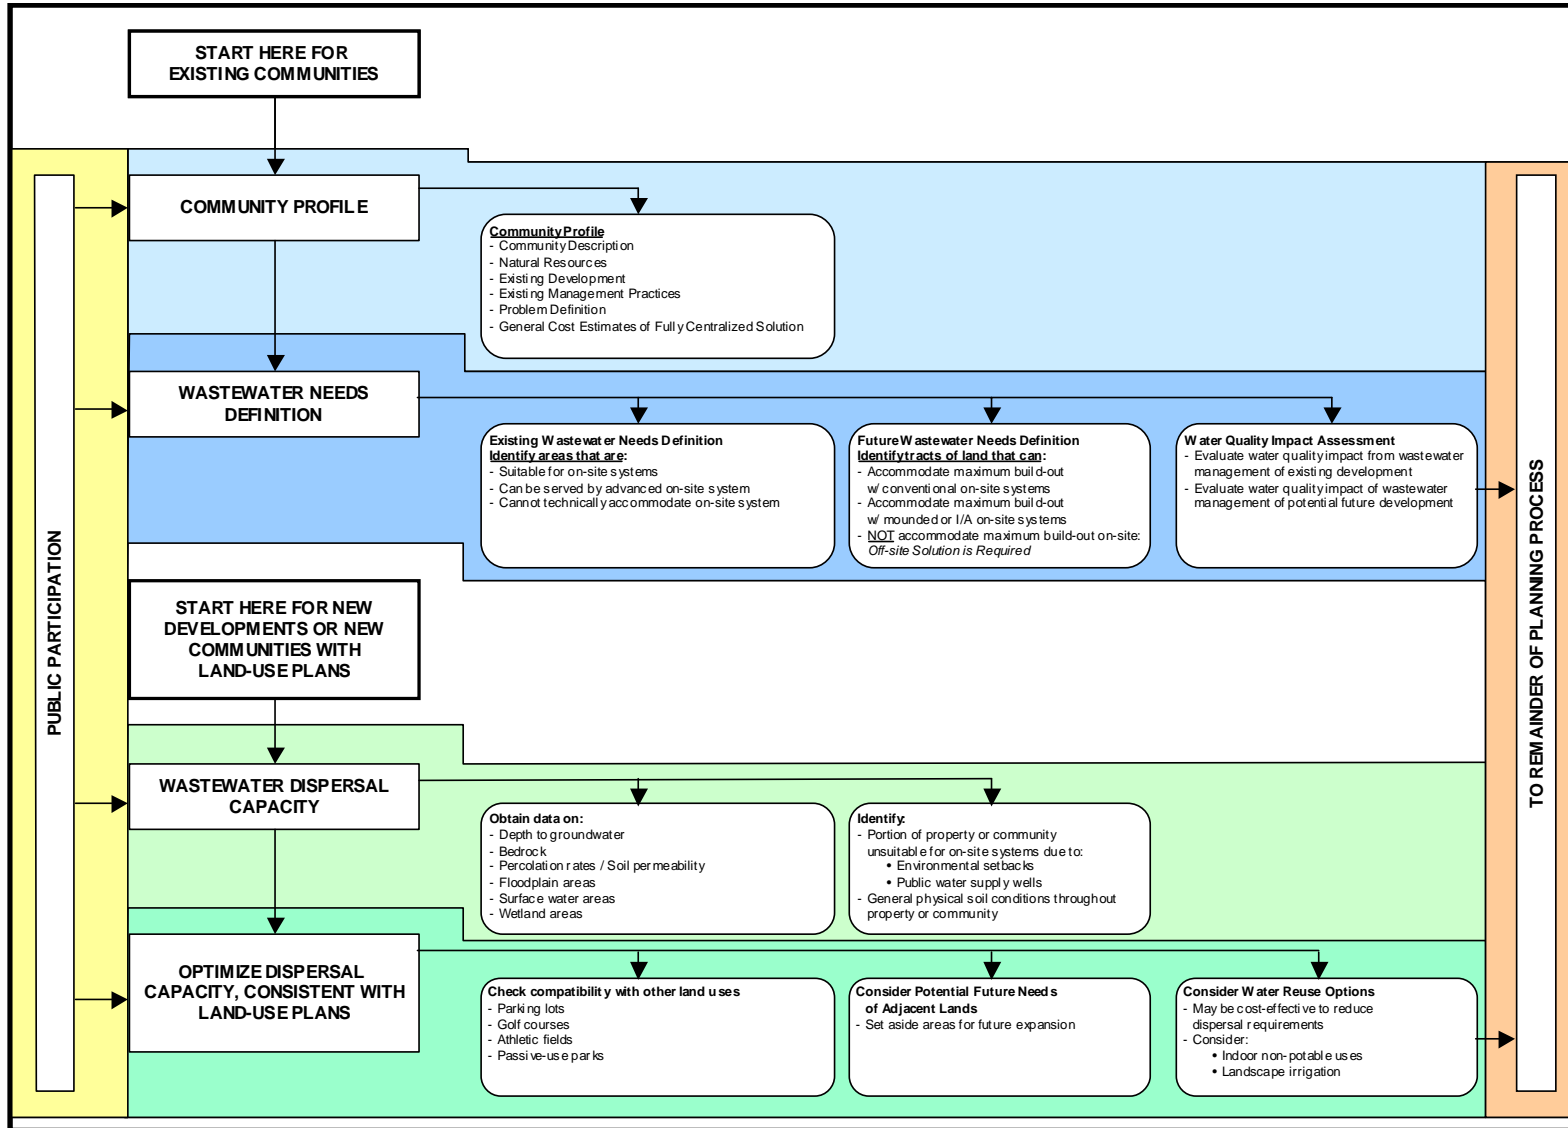 START HERE FOR
EXISTING COMMUNITIES
PUBLIC PARTICIPATION
COMMUNITY PROFILE
Community Profile
- Community Description
- Natural Resources
- Existing Development
- Existing Management Practices
- Problem Definition
- General Cost Estimates of Fully Centralized Solution
WASTEWATER NEEDS
DEFINITION
Existing Wastewater Needs Definition
Identify areas that are:
- Suitable for on-site systems
- Can be served by advanced on-site system
- Cannot technically accommodate on-site system
Future Wastewater Needs Definition
Identify tracts of land that can:
- Accommodate maximum build-out
w/ conventional on-site systems
- Accommodate maximum build-out
w/ mounded or I/A on-site systems
- NOT accommodate maximum build-out on-site:
Off-site Solution is Required
Water Quality Impact Assessment
- Evaluate water quality impact from wastewater
management of existing development
- Evaluate water quality impact of wastewater
management of potential future development
START HERE FOR NEW
DEVELOPMENTS OR NEW
COMMUNITIES WITH
LAND-USE PLANS
WASTEWATER DISPERSAL
CAPACITY
Obtain data on:
- Depth to groundwater
- Bedrock
- Percolation rates / Soil permeability
- Floodplain areas
- Surface water areas
- Wetland areas
Identify:
- Portion of property or community
unsuitable for on-site systems due to:
• Environmental setbacks
• Public water supply wells
- General physical soil conditions throughout
property or community
OPTIMIZE DISPERSAL
CAPACITY, CONSISTENT WITH
LAND-USE PLANS
Check compatibility with other land uses
- Parking lots
- Golf courses
- Athletic fields
- Passive-use parks
Consider Potential Future Needs
of Adjacent Lands
- Set aside areas for future expansion
Consider Water Reuse Options
- May be cost-effective to reduce
dispersal requirements
- Consider:
• Indoor non-potable uses
• Landscape irrigation
TO REMAINDER OF PLANNING PROCESS